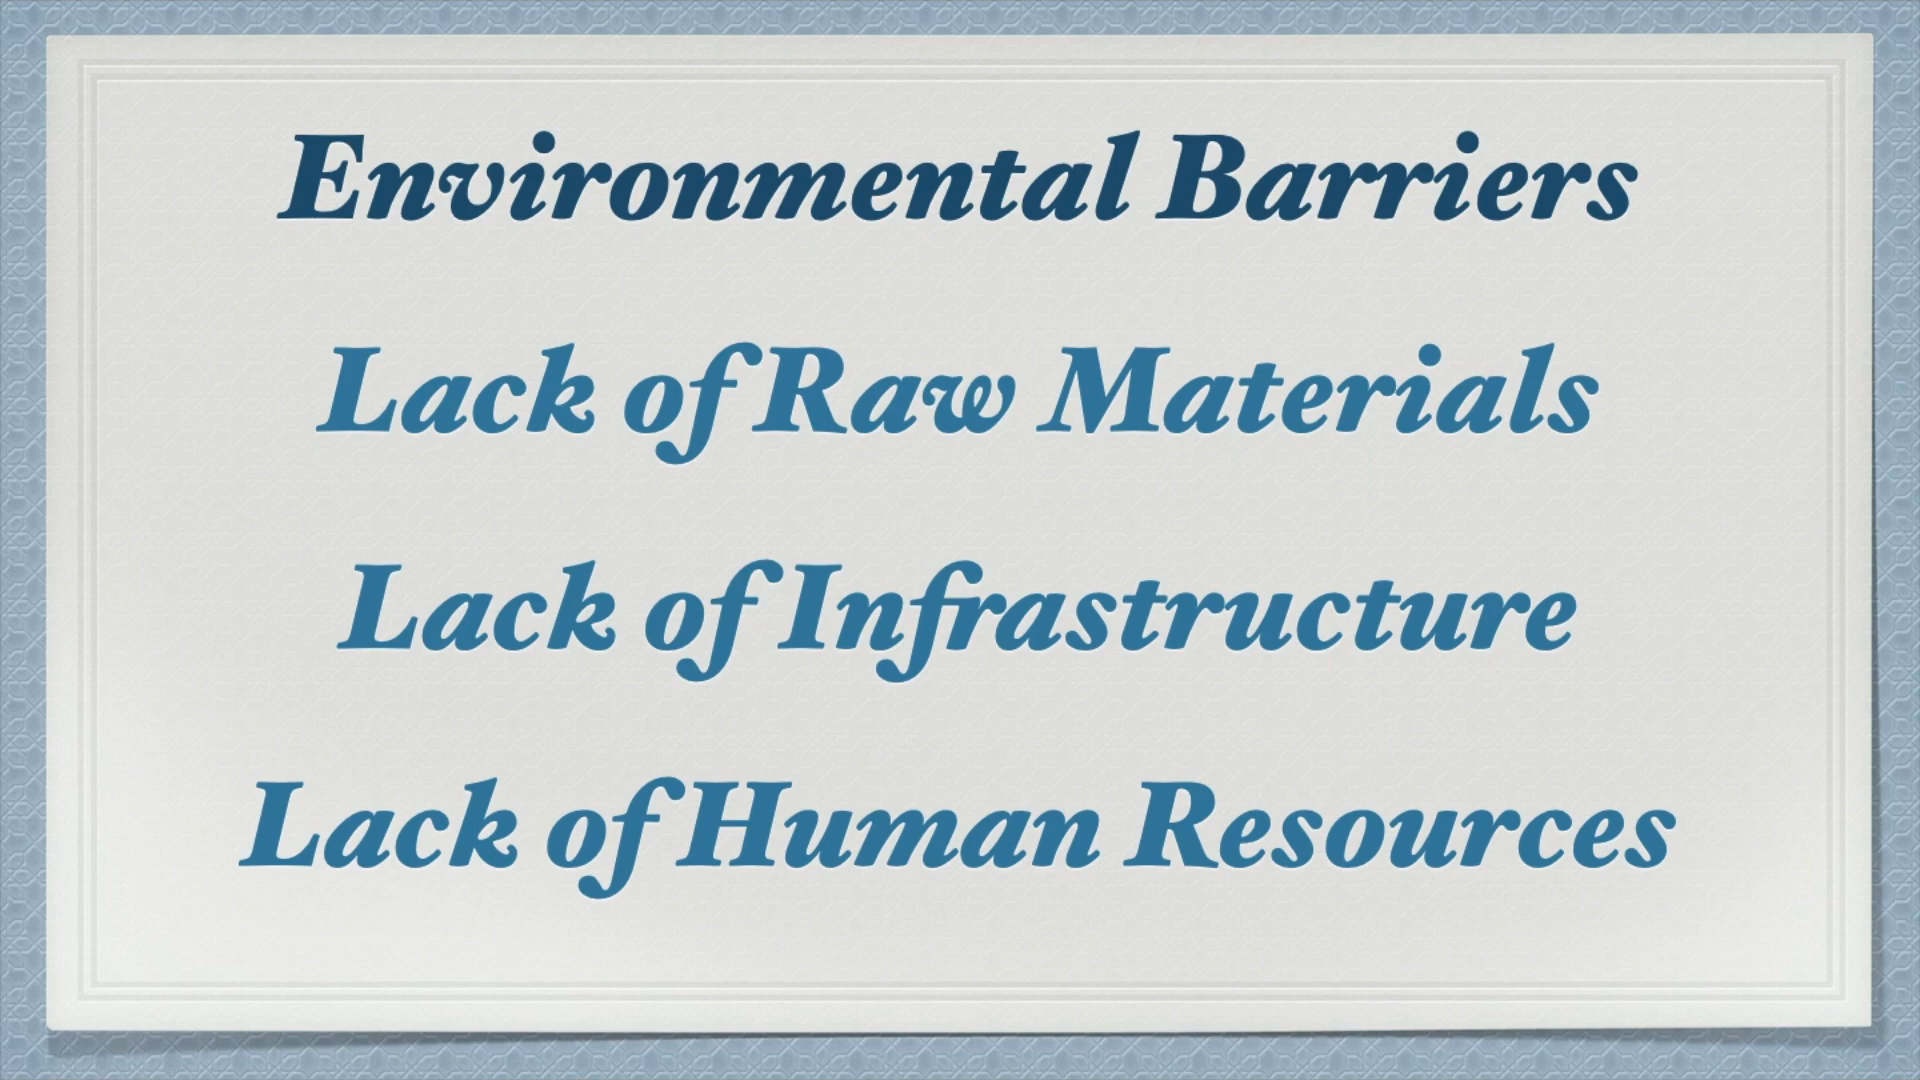 Environmental Barriers
Lack of Raw Materials
Lack of Infrastructure
Lack of Human Resources